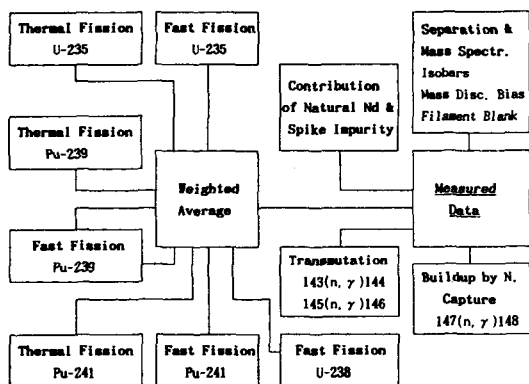 Thermal Fission
U-235
Fast Fission
U-235
Separation &
Mass Spectr.
Isobars
Mass Disc. Bias
Filament Blank
Contribution
of Natural Nd &
Spike Impurity
Thermal Fission
Pu-239
Weighted
Average
Measured
Data
Fast Fission
Pu-239
Transmutation
143(n, γ)144
145(n, γ)146
Buildup by N.
Capture
147(n, γ)148
Thermal Fission
Pu-241
Fast Fission
Pu-241
Fast Fission
U-238